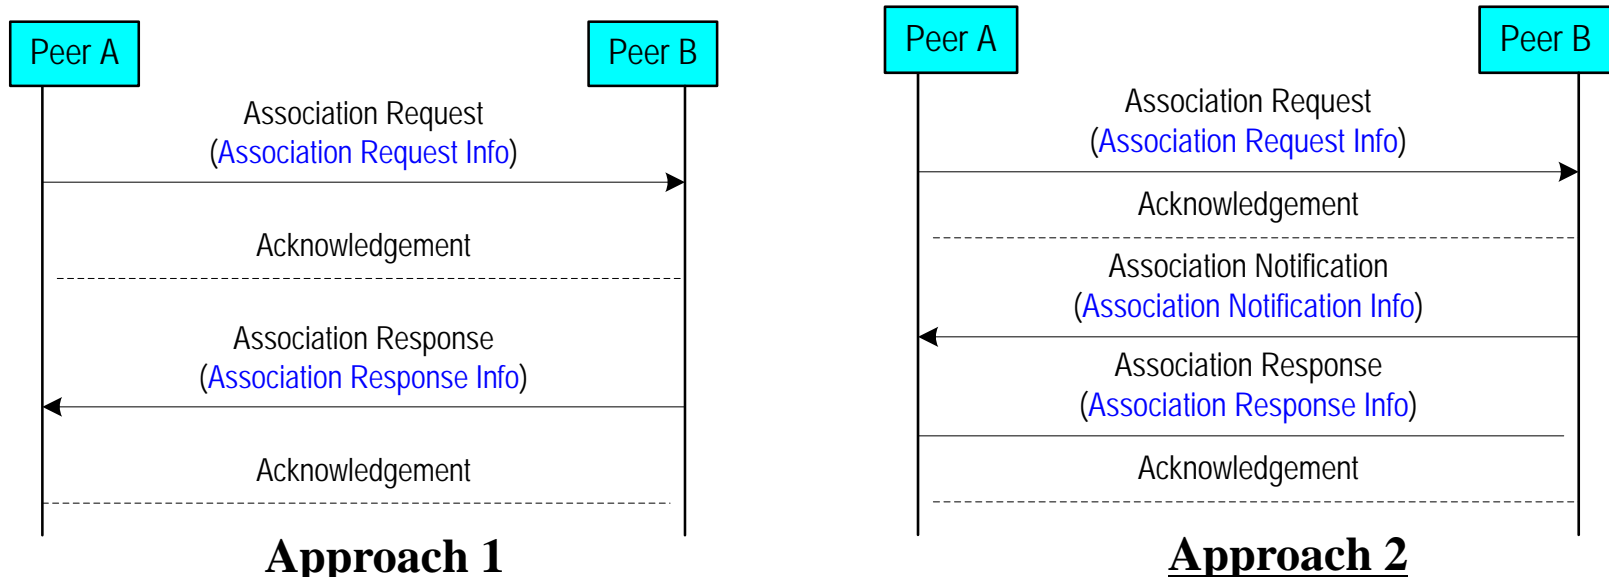 Peer A
Peer B
Association Request
(Association Request Info)
Acknowledgement
Association Response
(Association Response Info)
Acknowledgement
Approach 1
Peer A
Peer B
Association Request
(Association Request Info)
Acknowledgement
Association Notification
(Association Notification Info)
Association Response
(Association Response Info)
Acknowledgement
Approach 2